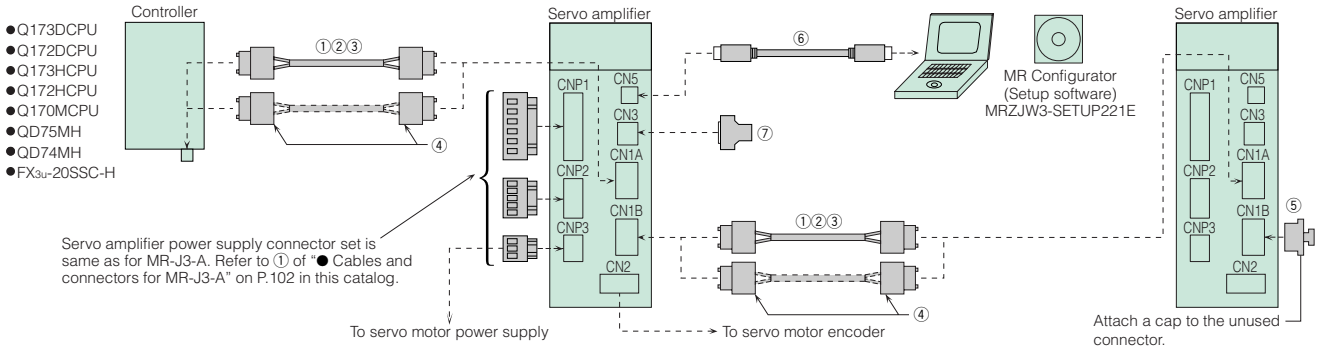 Controller
●Q173DCPU
●Q172DCPU
●Q173HCPU
●Q172HCPU
●Q170MCPU
●QD75MH
●QD74MH
●FX3u-20SSC-H
①②③
④
Servo amplifier power supply connector set is
same as for MR-J3-A. Refer to ① of “● Cables and
connectors for MR-J3-A” on P.102 in this catalog.
To servo motor power supply
Servo amplifier
CNP1
CN5
CN3
CN1A
CNP2
CN1B
CNP3
CN2
To servo motor encoder
⑥
⑦
MR Configurator
(Setup software)
MRZJW3-SETUP221E
①②③
④
Servo amplifier
CNP1
CN5
CN3
CN1A
CNP2
CN1B
CNP3
CN2
⑤
Attach a cap to the unused
connector.